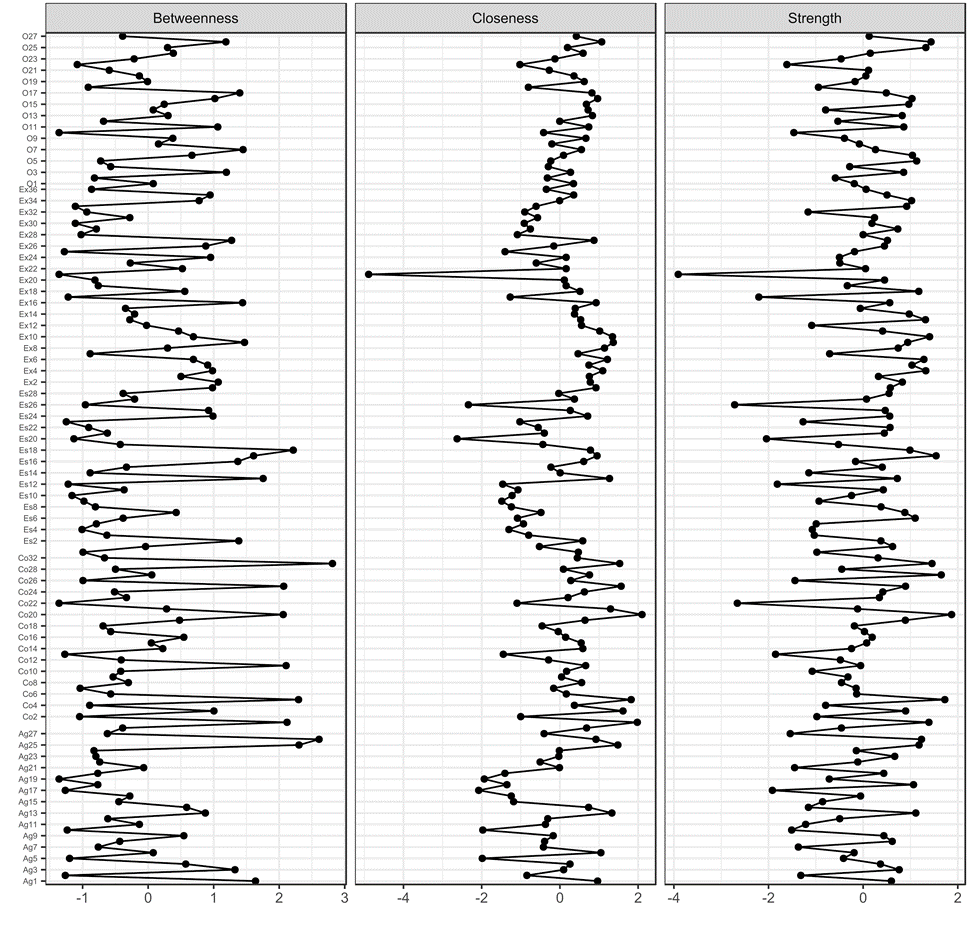 Betweenness Closeness Strength
O27
O25
O23
O21
O19
O17
O15
O13
O11
O9
O7
O5
O3
O1
Ex36
Ex34
Ex32
Ex30
Ex28
Ex26
Ex24
Ex22
Ex20
Ex18
Ex16
Ex14
Ex12
Ex10
Ex8
Ex6
Ex4
Ex2
Es28
Es26
Es24
Es22
Es20
Es18
Es16
Es14
Es12
Es10
Es8
Es6
Es4
Es2
Co32
Co28
Co26
Co24
Co22
Co20
Co18
Co16
Co14
Co12
Co10
Co8
Co6
Co4
Co2
Ag27
Ag25
Ag23
Ag21
Ag19
Ag17
Ag15
Ag13
Ag11
Ag9
Ag7
Ag5
Ag3
Ag1
-1 0 1 2 3 -4 -2 0 2 -4 -2 0 2